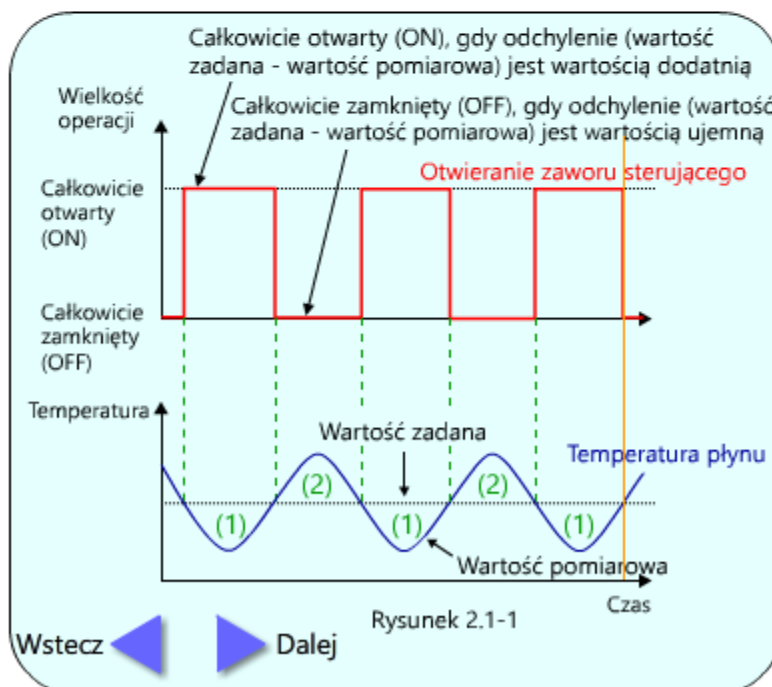 Całkowicie otwarty (ON), gdy odchylenie (wartość
zadana - wartość pomiarowa) jest wartością dodatnią
Wielkość
operacji
Całkowicie zamknięty (OFF), gdy odchylenie (wartość
zadana - wartość pomiarowa) jest wartością ujemną
Otwieranie zaworu sterującego
Całkowicie
otwarty
(ON)
Całkowicie
zamknięty
(OFF)
Temperatura
Wartość zadana
Temperatura płynu
(2)
(2)
(1)
(1)
(1)
Wartość pomiarowa
Czas
Rysunek 2.1-1
Wstecz
Dalej